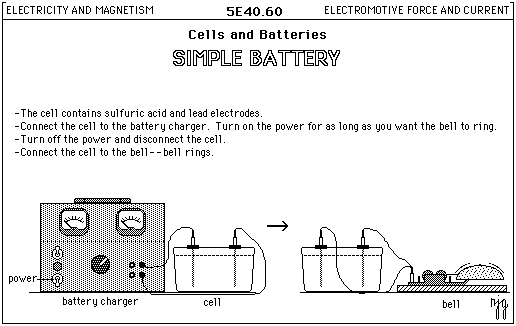 ELECTRICITY AND MAGNETISM 5E40.60 ELECTROMOTIVE FORCE AND CURRENT
Cells and Batteries
SIMPLE BATTERY
-The cell contains sulfuric acid and lead electrodes.
-Connect the cell to the battery charger. Turn on the power for as long as you want the bell to ring.
-Turn off the power and disconnect the cell.
-Connect the cell to the bell--bell rings.
power
battery charger cell bell